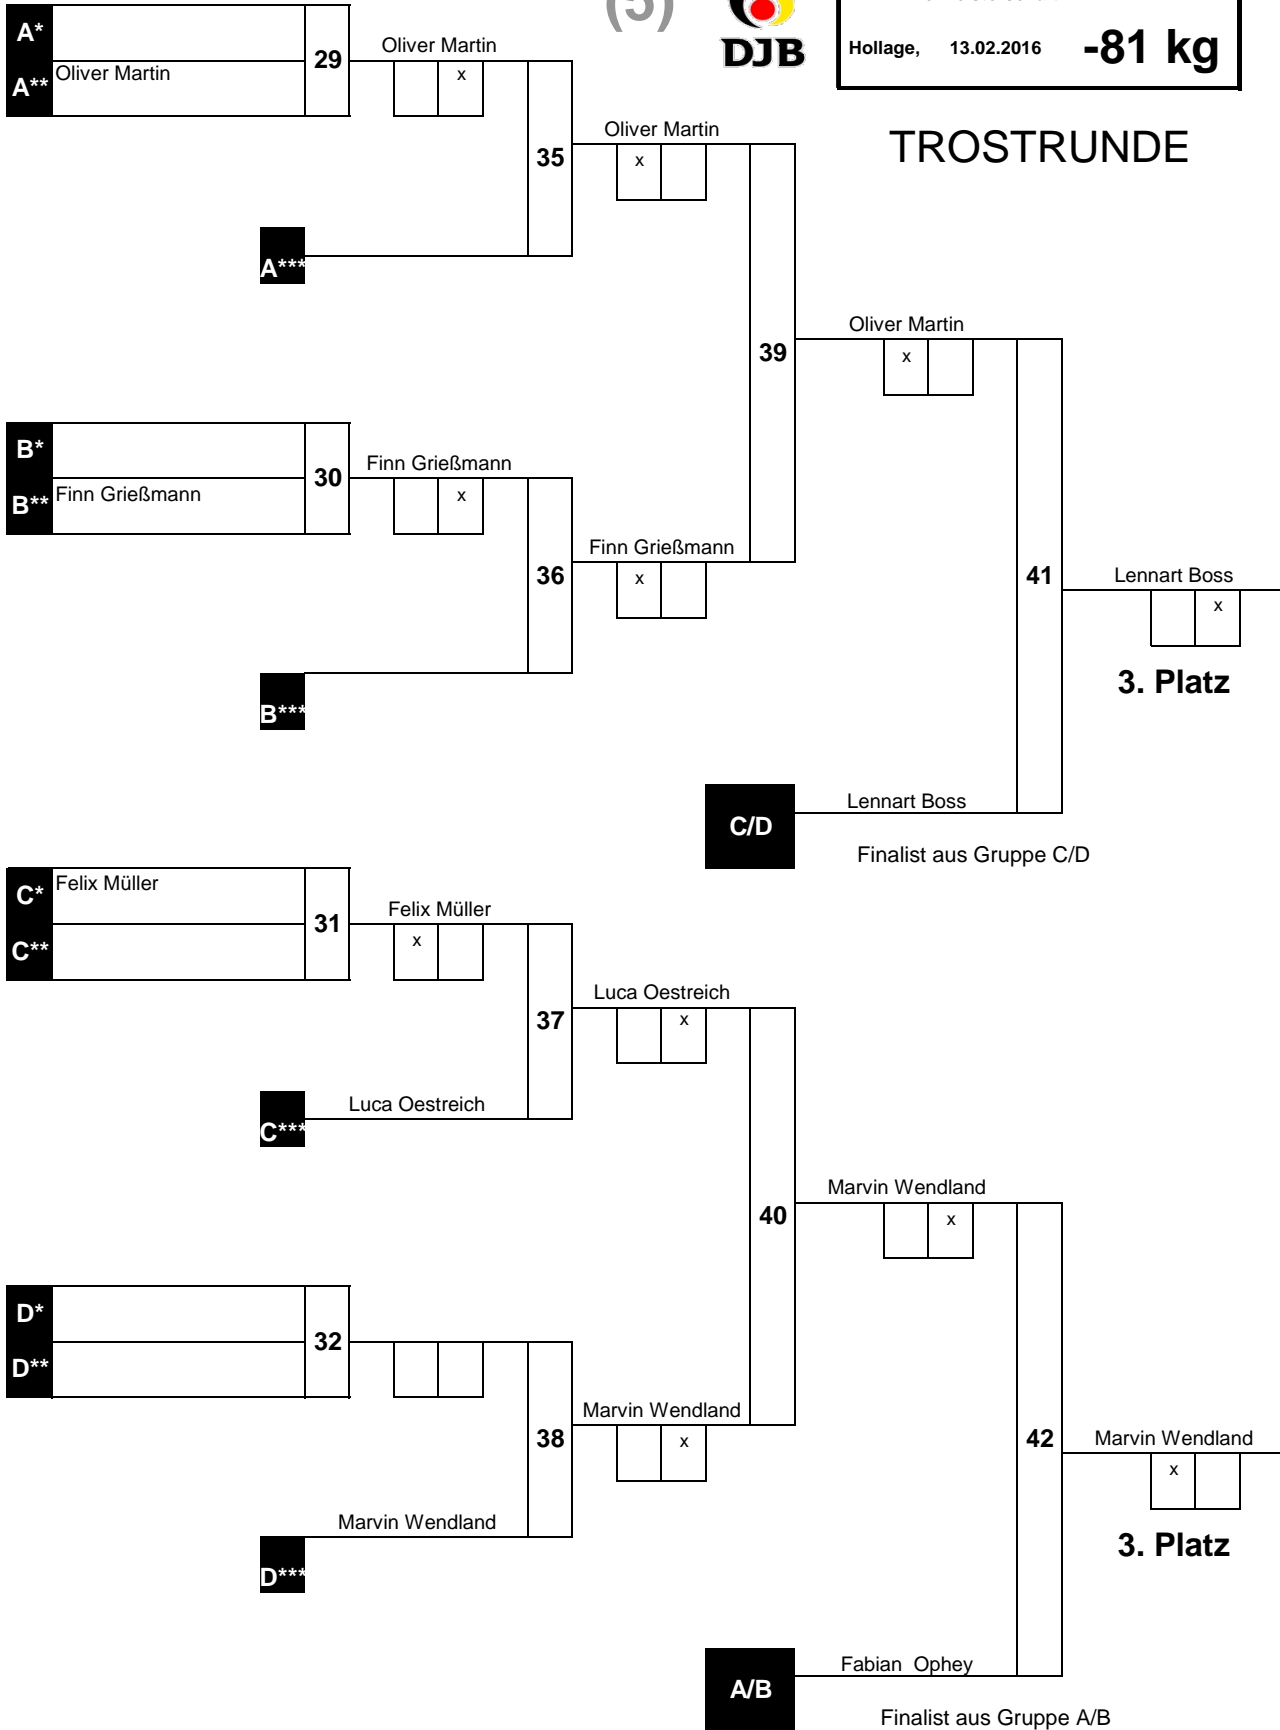 (5)
DJB
Hollage, 13.02.2016 -81 kg
TROSTRUNDE
A*
A** Oliver Martin
29
Oliver Martin
x
35
A***
Oliver Martin
x
39
Oliver Martin
x
B*
B** Finn Grießmann
30
Finn Grießmann
x
36
B***
Finn Grießmann
x
41
Lennart Boss
x
3. Platz
C/D
Lennart Boss
Finalist aus Gruppe C/D
C* Felix Müller
C**
31
Felix Müller
x
37
C***
Luca Oestreich
Luca Oestreich
x
40
Marvin Wendland
x
D*
D**
32
38
D***
Marvin Wendland
Marvin Wendland
x
42
Marvin Wendland
x
3. Platz
A/B
Fabian Ophey
Finalist aus Gruppe A/B